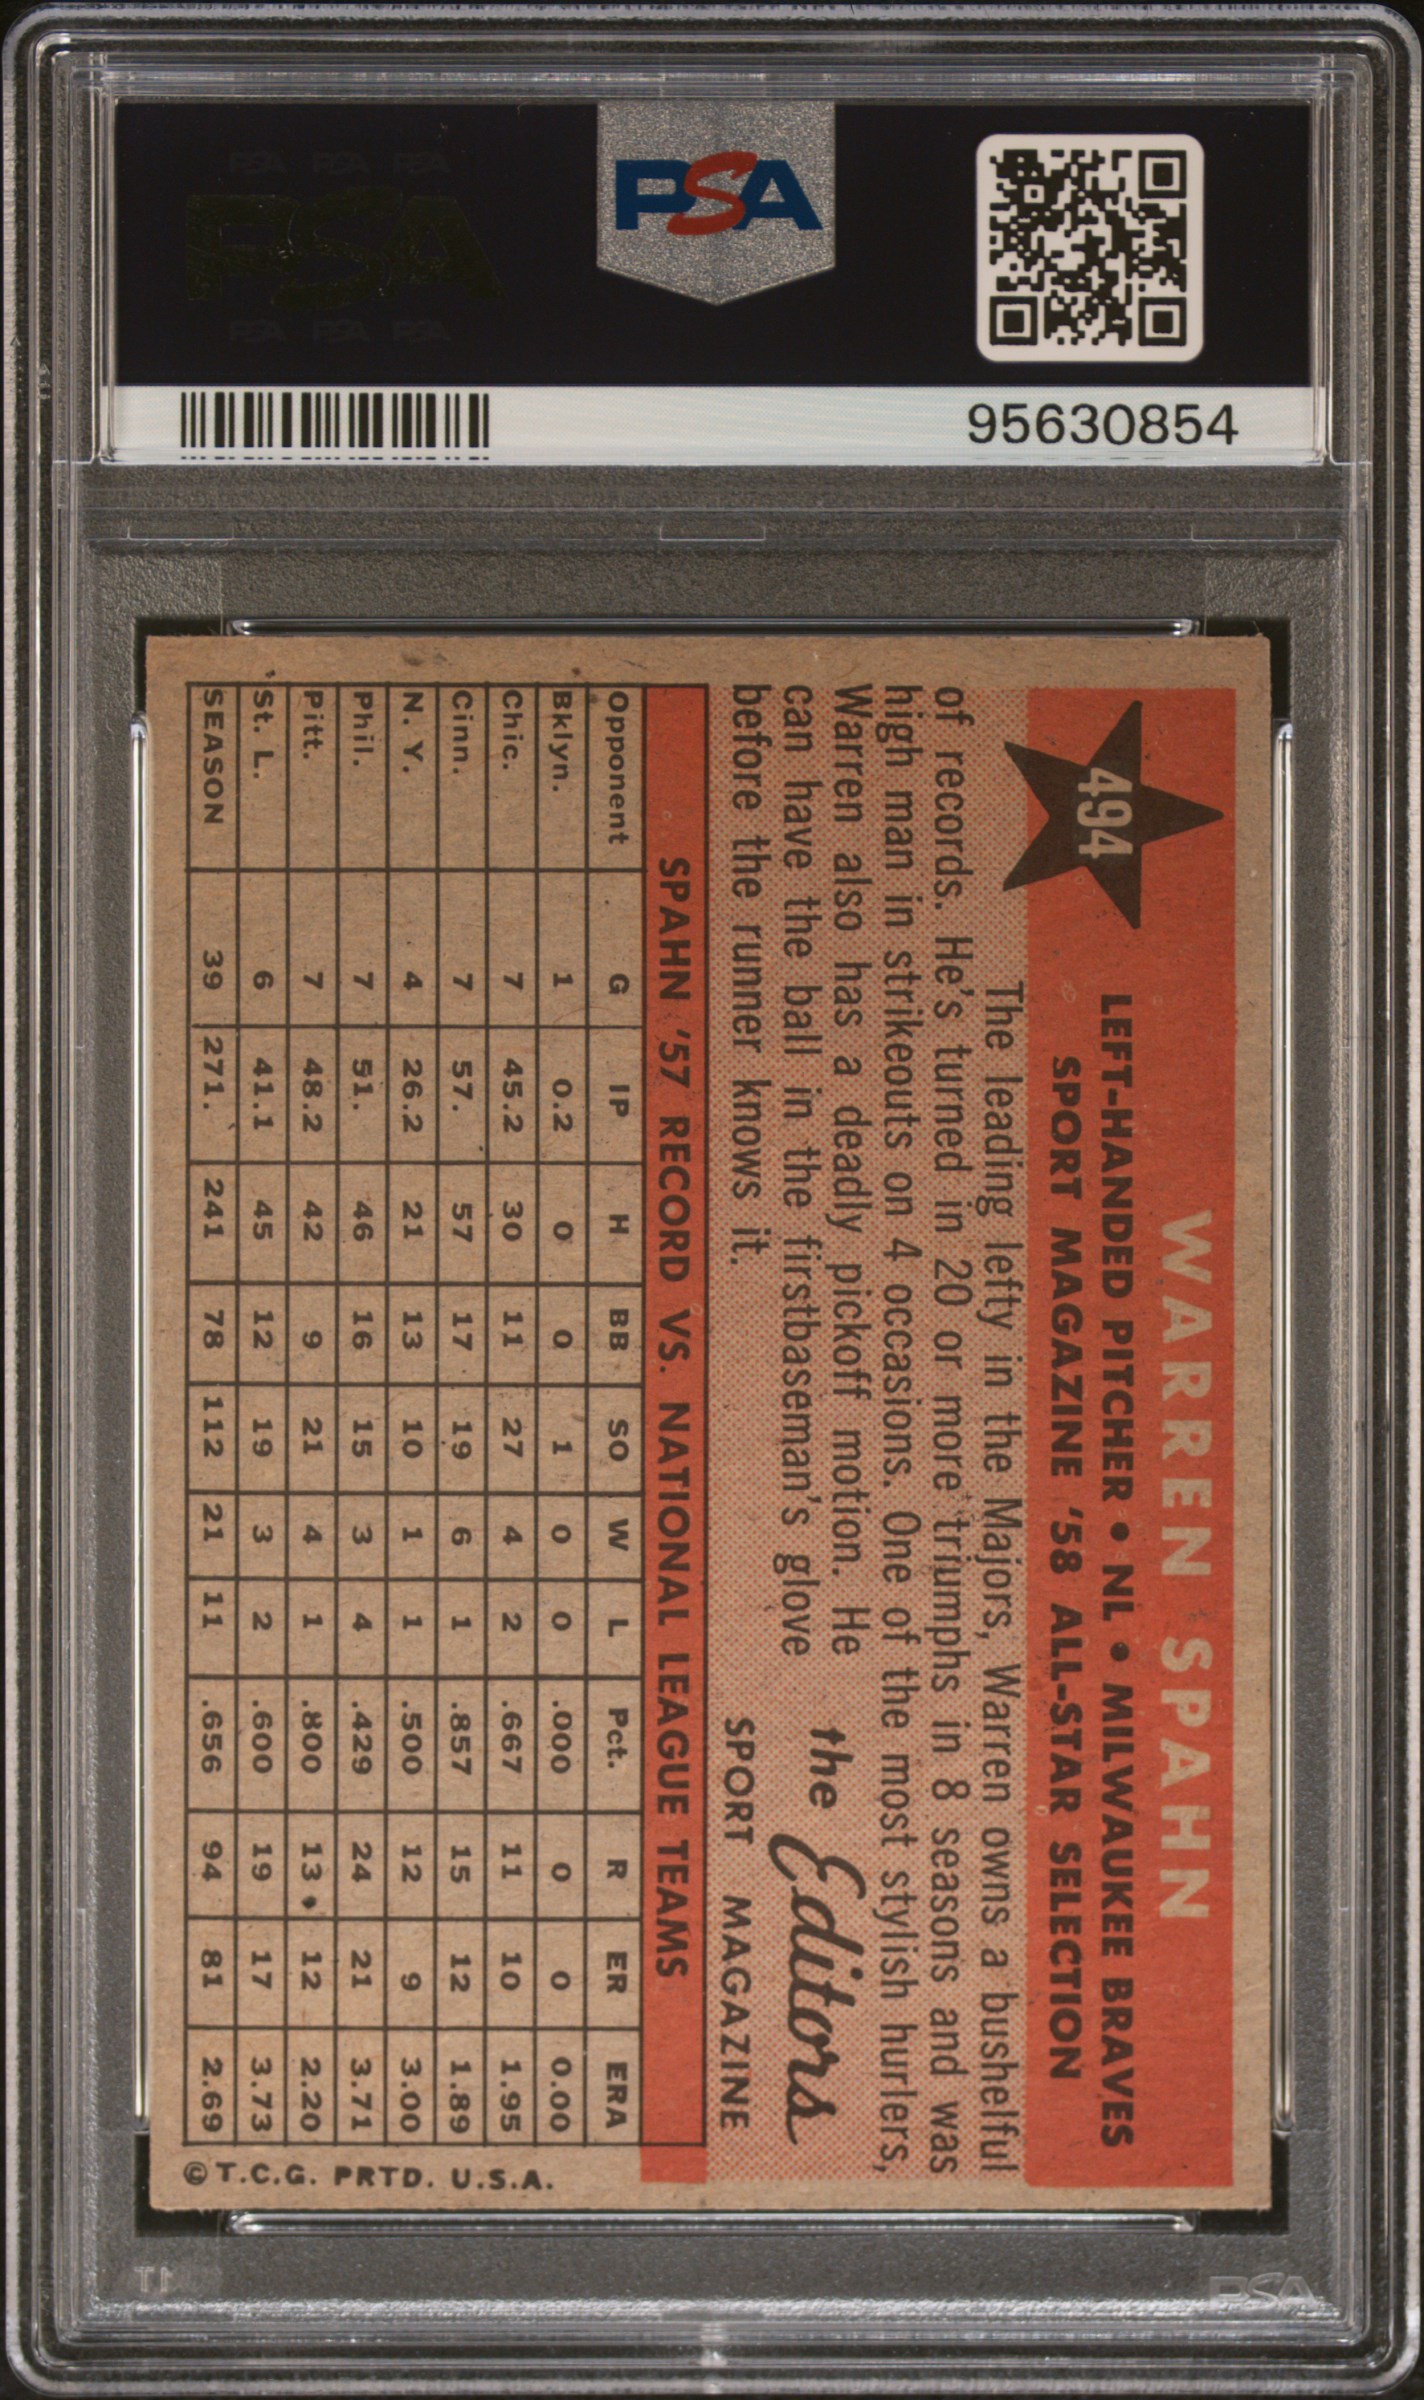 PSA PSA PSA
PSA
PSA PSA PSA
PSA
95630854
494
WARREN SPAHN
LEFT-HANDED PITCHER • NL • MILWAUKEE BRAVES
SPORT MAGAZINE '58 ALL-STAR SELECTION
The leading lefty in the Majors, Warren owns a bushelful
of records. He's turned in 20 or more triumphs in 8 seasons and was
high man in strikeouts on 4 occasions. One of the most stylish hurlers,
Warren also has a deadly pickoff motion. He
can have the ball in the firstbaseman's glove
before the runner knows it.
the Editors
SPORT MAGAZINE
SPAHN '57 RECORD VS. NATIONAL LEAGUE TEAMS
Opponent G IP H BB SO W L Pct. R ER ERA
Bklyn. 1 0.2 0 0 1 0 0 .000 0 0 0.00
Chic. 7 45.2 30 11 27 4 2 .667 11 10 1.95
Cinn. 7 57. 57 17 19 6 1 .857 15 12 1.89
N. Y. 4 26.2 21 13 10 1 1 .500 12 9 3.00
Phil. 7 51. 46 16 15 3 4 .429 24 21 3.71
Pitt. 7 48.2 42 9 21 4 1 .800 13 12 2.20
St. L. 6 41.1 45 12 19 3 2 .600 19 17 3.73
SEASON 39 271. 241 78 112 21 11 .656 94 81 2.69
© T.C.G. PRTD. U.S.A.
PSA